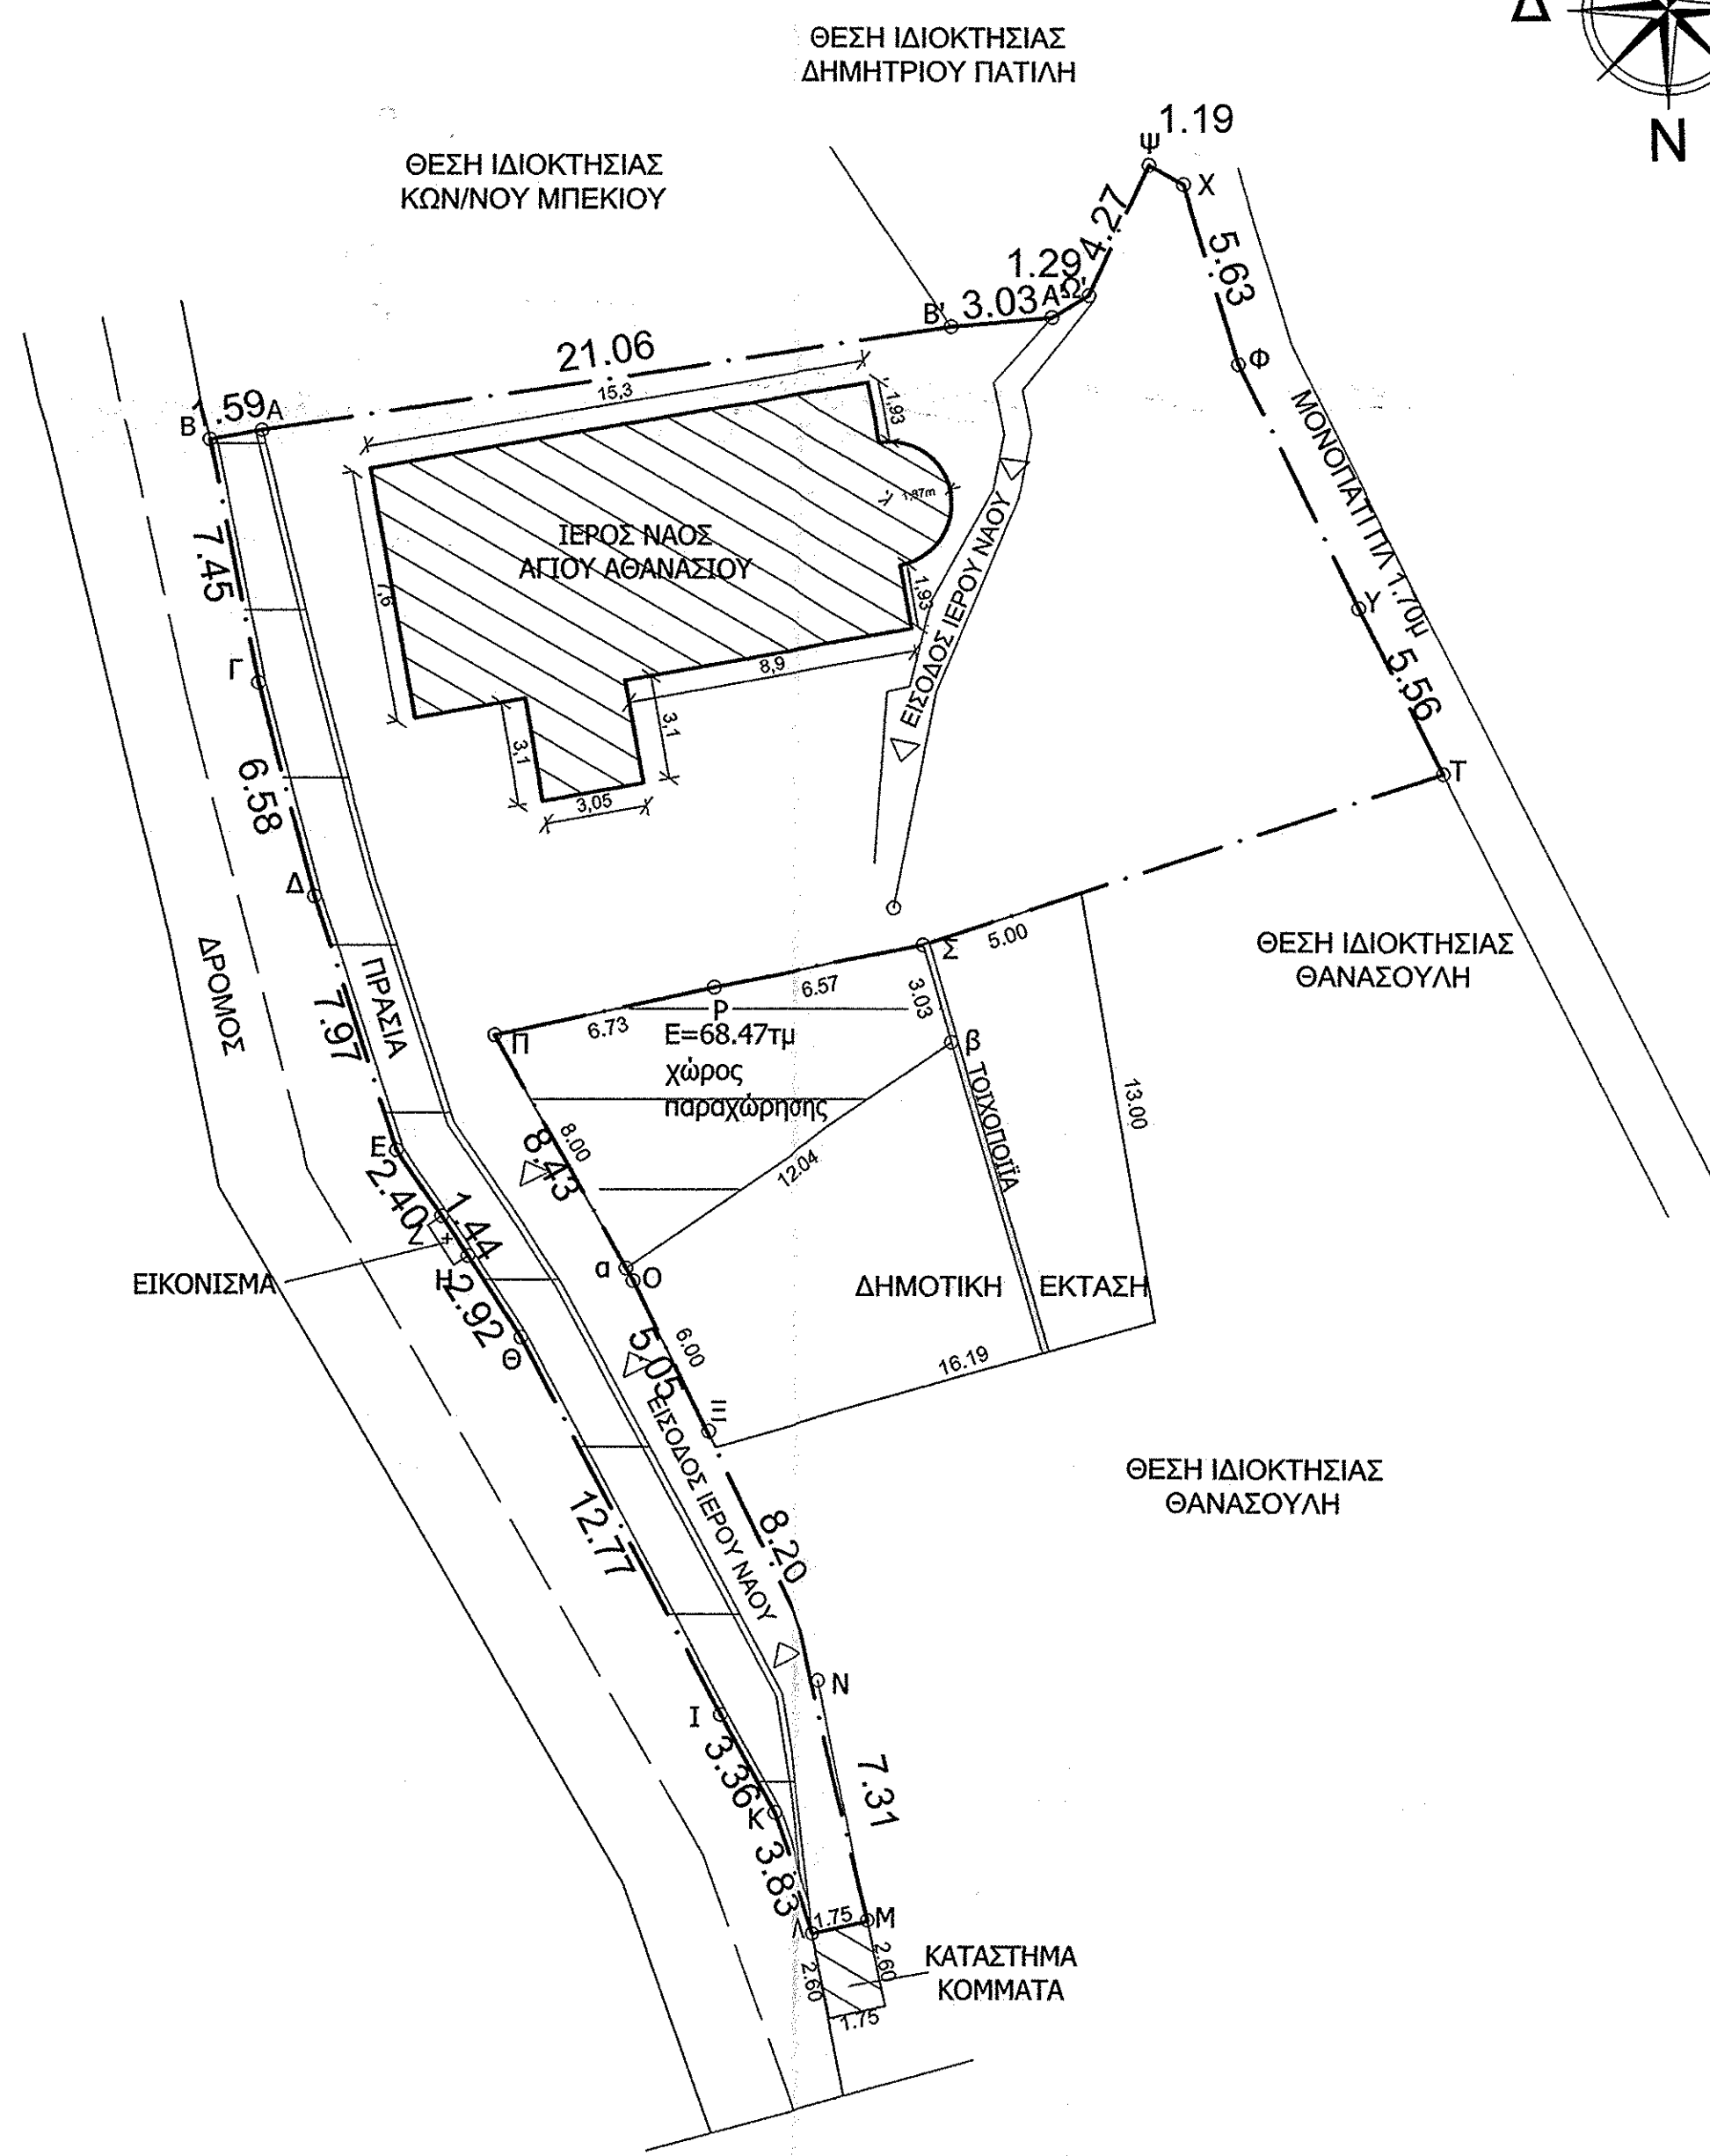 Δ
Ν
ΘΕΣΗ ΙΔΙΟΚΤΗΣΙΑΣ
ΔΗΜΗΤΡΙΟΥ ΠΑΤΙΛΗ
ΘΕΣΗ ΙΔΙΟΚΤΗΣΙΑΣ
ΚΩΝ/ΝΟΥ ΜΠΕΚΙΟΥ
1.19
Ψ
Χ
4.27
5.63
1.29
Ω'
Α'
3.03
Β'
Φ
21.06
15,3
1,93
1.59
Α
Β
ΜΟΝΟΠΑΤΙ ΠΛ 1.70μ
1,87m
ΙΕΡΟΣ ΝΑΟΣ
ΑΓΙΟΥ ΑΘΑΝΑΣΙΟΥ
7.45
7,6
1,93
ΕΙΣΟΔΟΣ ΙΕΡΟΥ ΝΑΟΥ
Υ
Γ
8,9
5.56
3,1
3,1
3,05
Τ
6.58
Δ
ΔΡΟΜΟΣ
ΠΡΑΣΙΑ
7.97
Σ
5.00
ΘΕΣΗ ΙΔΙΟΚΤΗΣΙΑΣ
ΘΑΝΑΣΟΥΛΗ
6.57
3.03
Ρ
6.73
Π
Ε=68.47τμ
χώρος
παραχώρησης
β
ΤΟΙΧΟΠΟΙΪΑ
13.00
8.00
8.43
12.04
Ε
2.40
1.44
Ζ
Η
ΕΙΚΟΝΙΣΜΑ
α
Ο
ΔΗΜΟΤΙΚΗ ΕΚΤΑΣΗ
2.92
Θ
6.00
5.05
16.19
Ξ
ΕΙΣΟΔΟΣ ΙΕΡΟΥ ΝΑΟΥ
ΘΕΣΗ ΙΔΙΟΚΤΗΣΙΑΣ
ΘΑΝΑΣΟΥΛΗ
12.77
8.20
Ν
Ι
3.36
7.31
Κ
3.83
1.75
Μ
Λ
2.60
2.60
ΚΑΤΑΣΤΗΜΑ
ΚΟΜΜΑΤΑ
1.75